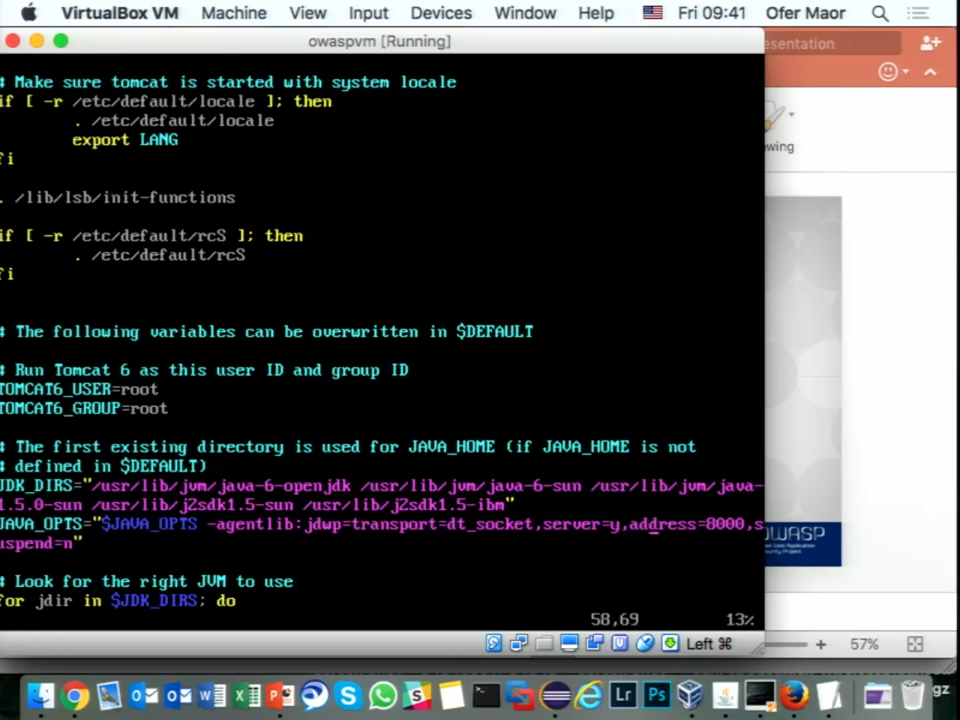 VirtualBox VM Machine View Input Devices Window Help Fri 09:41 Ofer Maor
owaspvm [Running]
esentation
# Make sure tomcat is started with system locale
if [ -r /etc/default/locale ]; then
. /etc/default/locale
export LANG
fi
. /lib/lsb/init-functions
if [ -r /etc/default/rcS ]; then
. /etc/default/rcS
fi
# The following variables can be overwritten in $DEFAULT
# Run Tomcat 6 as this user ID and group ID
TOMCAT6_USER=root
TOMCAT6_GROUP=root
# The first existing directory is used for JAVA_HOME (if JAVA_HOME is not
# defined in $DEFAULT)
JDK_DIRS="/usr/lib/jvm/java-6-openjdk /usr/lib/jvm/java-6-sun /usr/lib/jvm/java-
1.5.0-sun /usr/lib/j2sdk1.5-sun /usr/lib/j2sdk1.5-ibm"
JAVA_OPTS="$JAVA_OPTS -agentlib:jdwp=transport=dt_socket,server=y,address=8000,s
uspend=n"
# Look for the right JVM to use
for jdir in $JDK_DIRS; do
58,69 13%
Left ⌘
wing
OWASP
57%
Lr Ps
gz